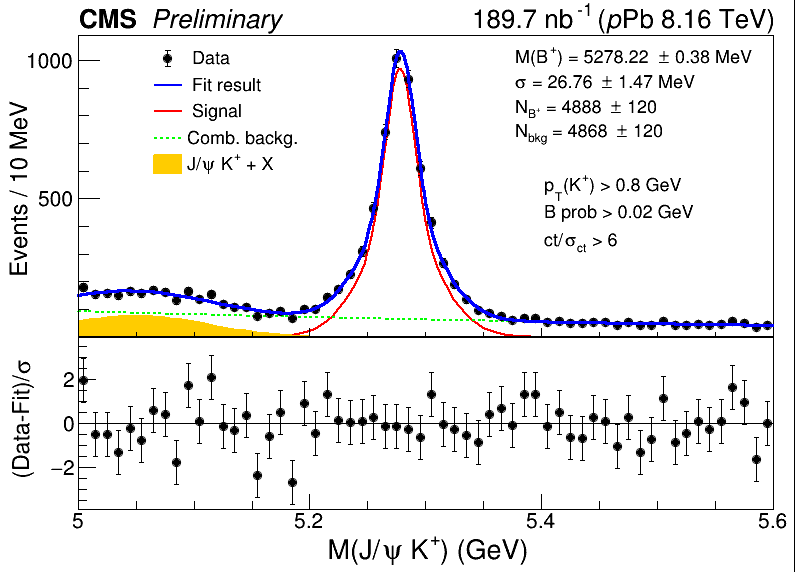 CMS Preliminary 189.7 nb⁻¹ (pPb 8.16 TeV)
Data
Fit result
Signal
Comb. backg.
J/ψ K⁺ + X
M(B⁺) = 5278.22 ± 0.38 MeV
σ = 26.76 ± 1.47 MeV
N_B⁺ = 4888 ± 120
N_bkg = 4868 ± 120
p_T(K⁺) > 0.8 GeV
B prob > 0.02 GeV
ct/σ_ct > 6
Events / 10 MeV
1000
500
(Data-Fit)/σ
2
0
−2
5 5.2 5.4 5.6
M(J/ψ K⁺) (GeV)